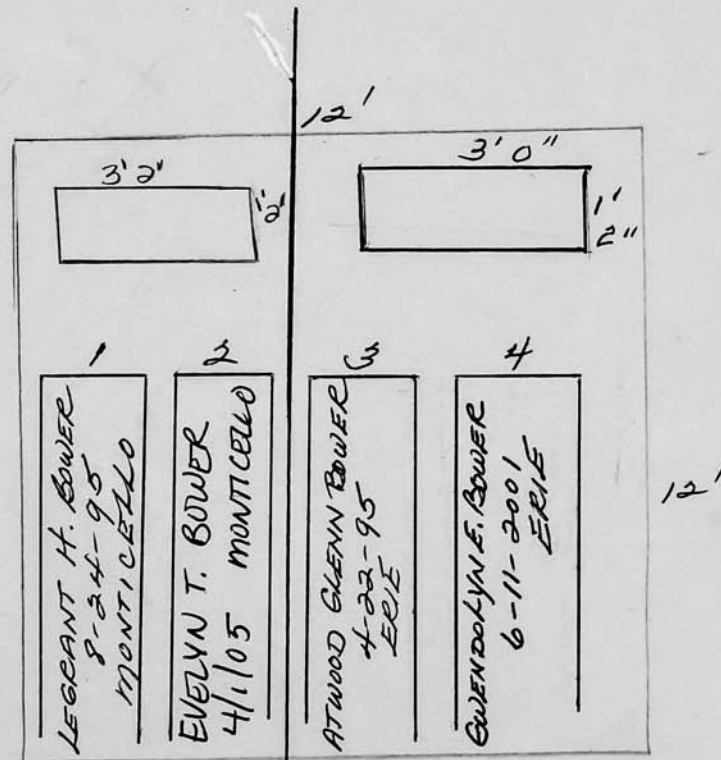 12'
3' 2'
1' 2'
3' 0"
1'
2"
1
2
3
4
LEGRANT H. BOWER
8-24-95
MONTICELLO
EVELYN T. BOWER
4/1/05 MONTICELLO
ATWOOD GLENN BOWER
4-22-95
ERIE
GWENDOLYN E. BOWER
6-11-2001
ERIE
12'